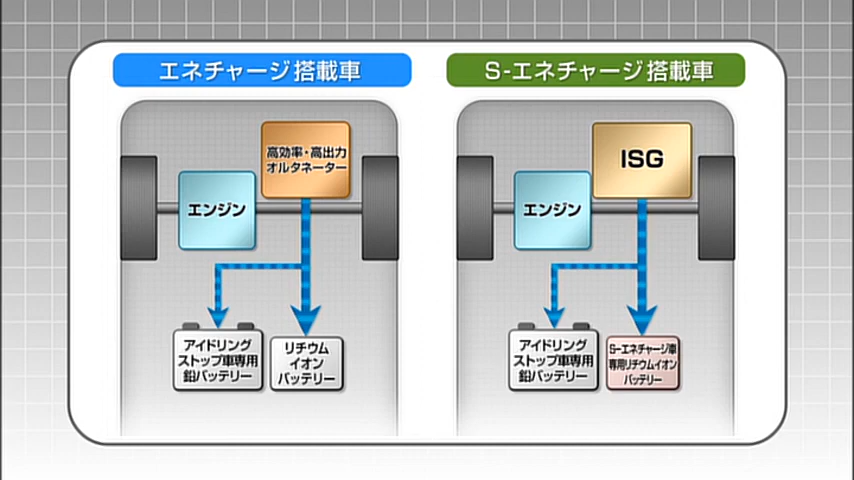 エネチャージ搭載車
S-エネチャージ搭載車
高効率・高出力
オルタネーター
エンジン
アイドリング
ストップ車専用
鉛バッテリー
リチウム
イオン
バッテリー
ISG
エンジン
アイドリング
ストップ車専用
鉛バッテリー
S-エネチャージ車
専用リチウムイオン
バッテリー